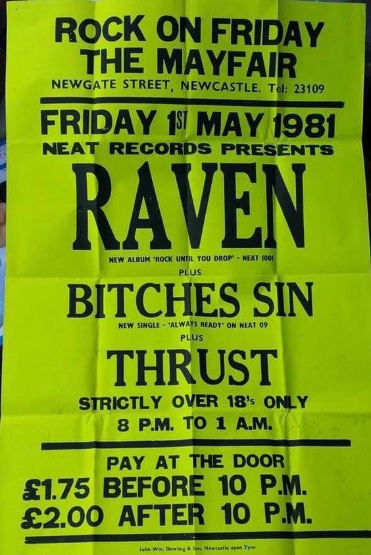 ROCK ON FRIDAY
THE MAYFAIR
NEWGATE STREET, NEWCASTLE. Tel: 23109
FRIDAY 1ST MAY 1981
NEAT RECORDS PRESENTS
RAVEN
NEW ALBUM 'ROCK UNTIL YOU DROP' - NEAT 1001
PLUS
BITCHES SIN
NEW SINGLE - 'ALWAYS READY' ON NEAT 09
PLUS
THRUST
STRICTLY OVER 18's ONLY
8 P.M. TO 1 A.M.
PAY AT THE DOOR
£1.75 BEFORE 10 P.M.
£2.00 AFTER 10 P.M.
John Wm. Dowling & Son, Newcastle upon Tyne